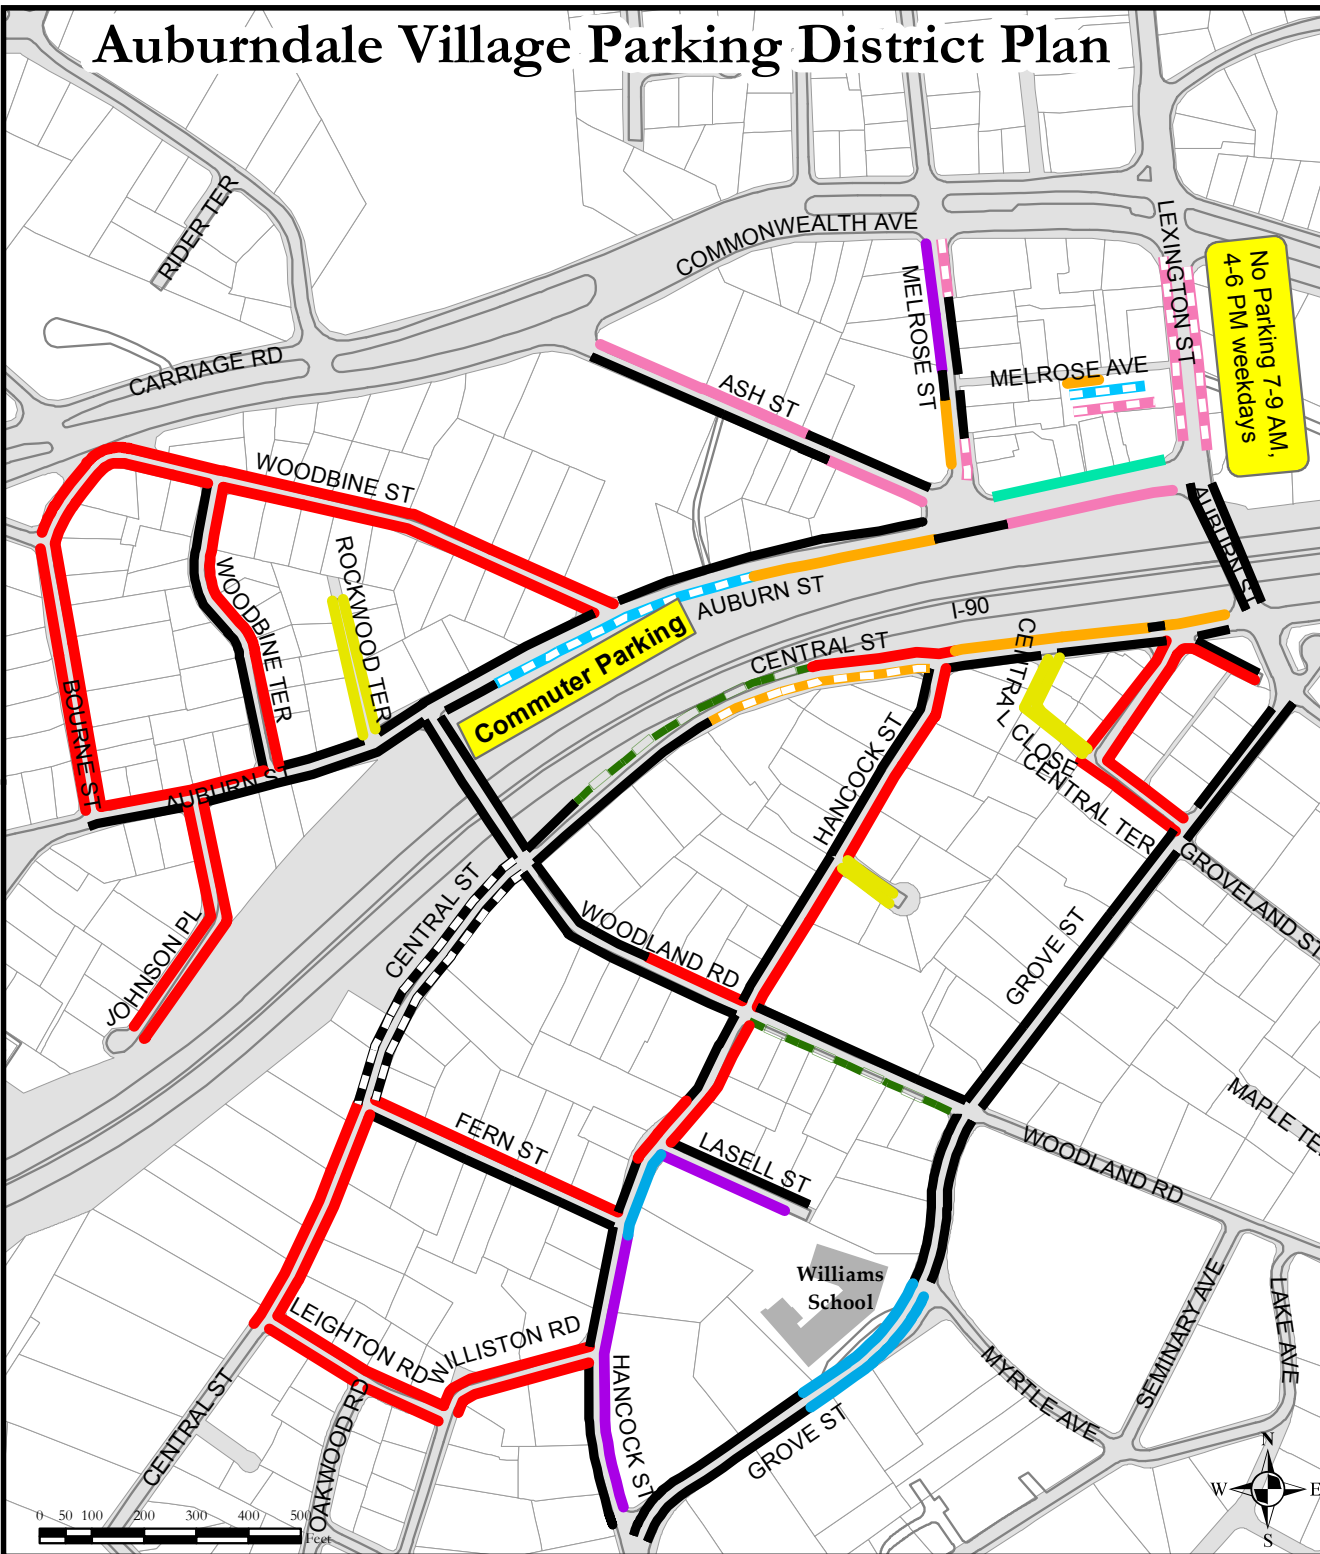 Auburndale Village Parking District Plan
RIDER TER
COMMONWEALTH AVE
LEXINGTON ST
No Parking 7-9 AM,
4-6 PM weekdays
CARRIAGE RD
MELROSE ST
MELROSE AVE
ASH ST
WOODBINE ST
AUBURN ST
ROCKWOOD TER
WOODBINE TER
AUBURN ST
I-90
Commuter Parking
CENTRAL ST
CENTRAL CLOSE
BOURNE ST
AUBURN ST
HANCOCK ST
CENTRAL TER
GROVELAND ST
CENTRAL ST
WOODLAND RD
JOHNSON PL
GROVE ST
MAPLE TE
FERN ST
LASELL ST
WOODLAND RD
Williams
School
SEMINARY AVE
LAKE AVE
LEIGHTON RD
WILLISTON RD
MYRTLE AVE
HANCOCK ST
OAKWOOD RD
CENTRAL ST
GROVE ST
N
W E
S
0 50 100 200 300 400 500
Feet